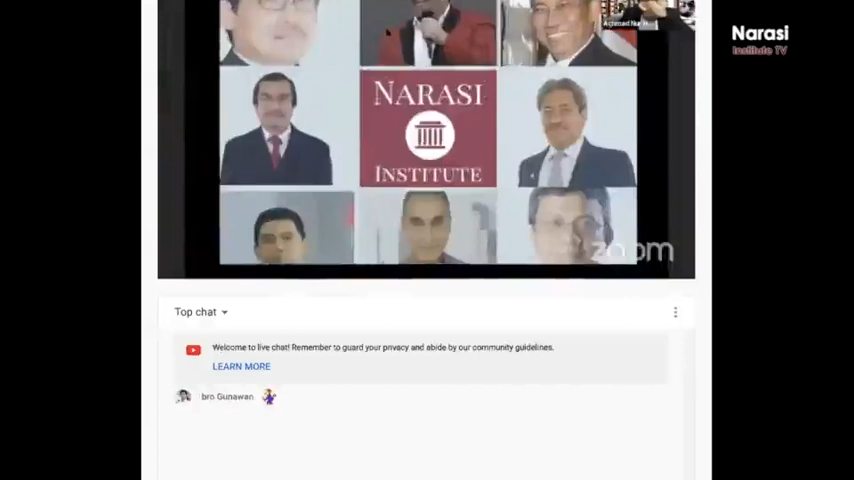 Narasi
Institute TV
NARASI
INSTITUTE
zoom
Top chat
Welcome to live chat! Remember to guard your privacy and abide by our community guidelines.
LEARN MORE
bro Gunawan